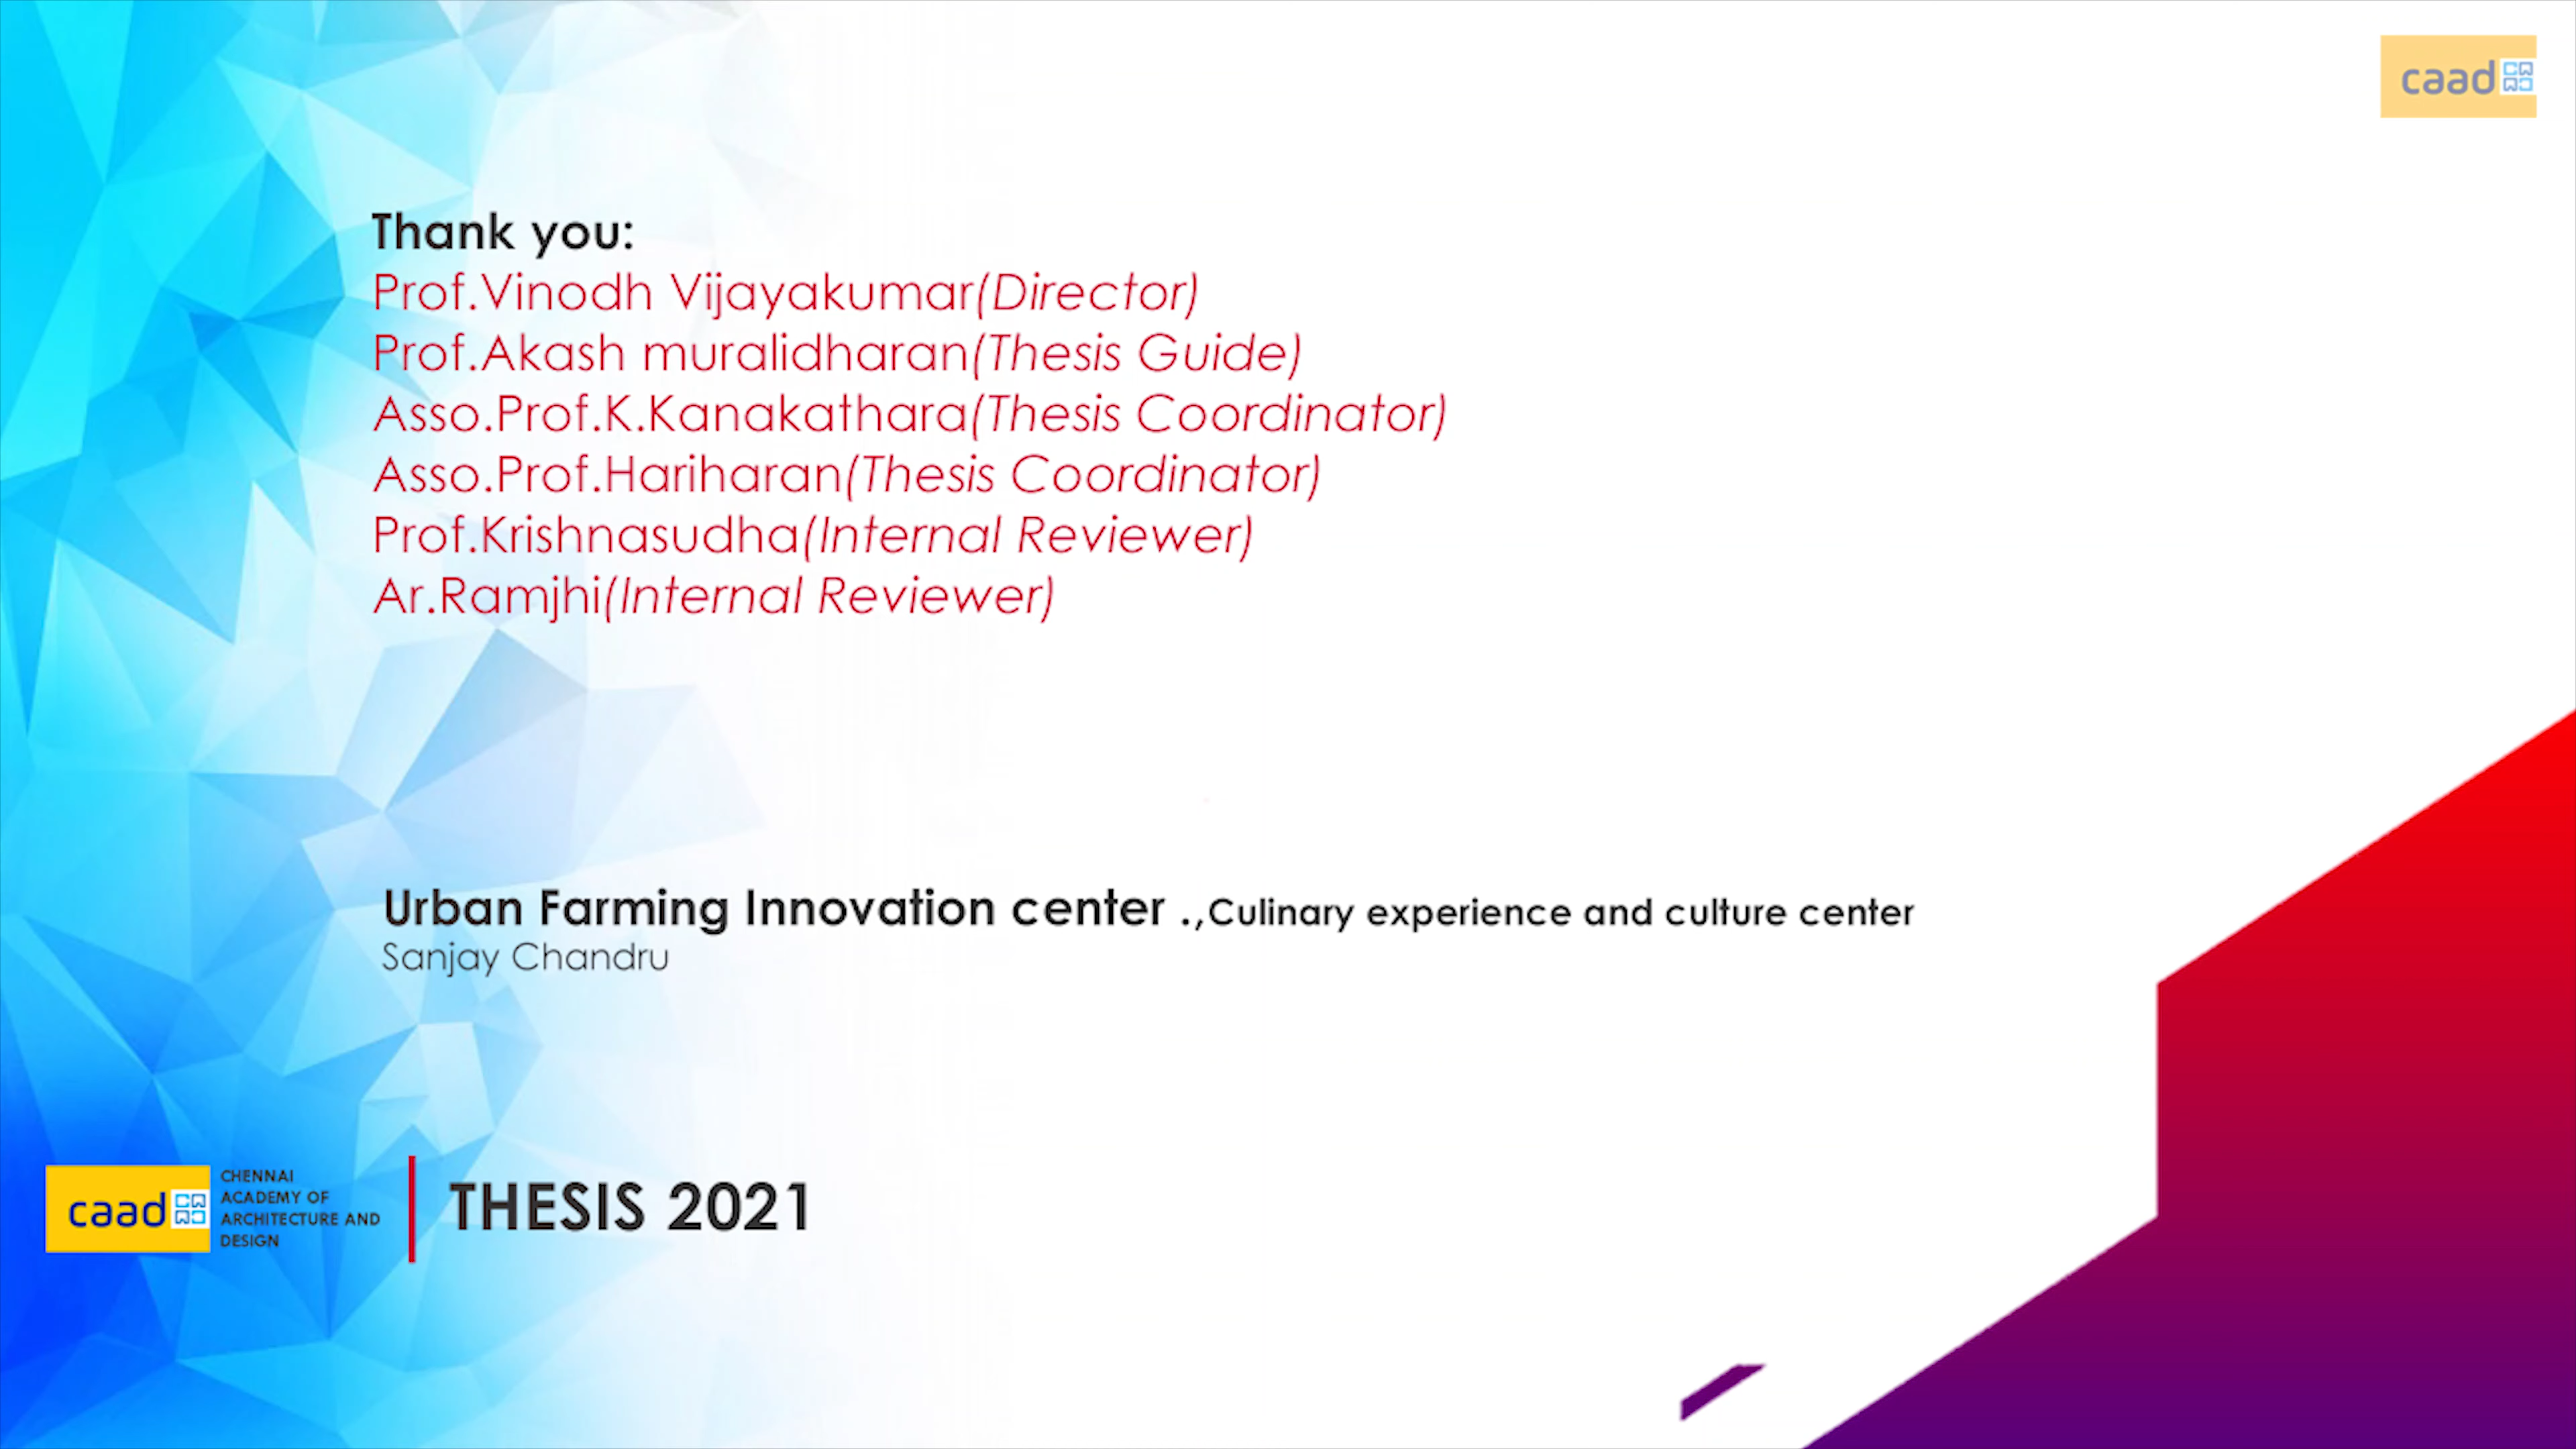 caad
Thank you:
Prof.Vinodh Vijayakumar(Director)
Prof.Akash muralidharan(Thesis Guide)
Asso.Prof.K.Kanakathara(Thesis Coordinator)
Asso.Prof.Hariharan(Thesis Coordinator)
Prof.Krishnasudha(Internal Reviewer)
Ar.Ramjhi(Internal Reviewer)
Urban Farming Innovation center .,Culinary experience and culture center
Sanjay Chandru
caad
CHENNAI
ACADEMY OF
ARCHITECTURE AND
DESIGN
THESIS 2021